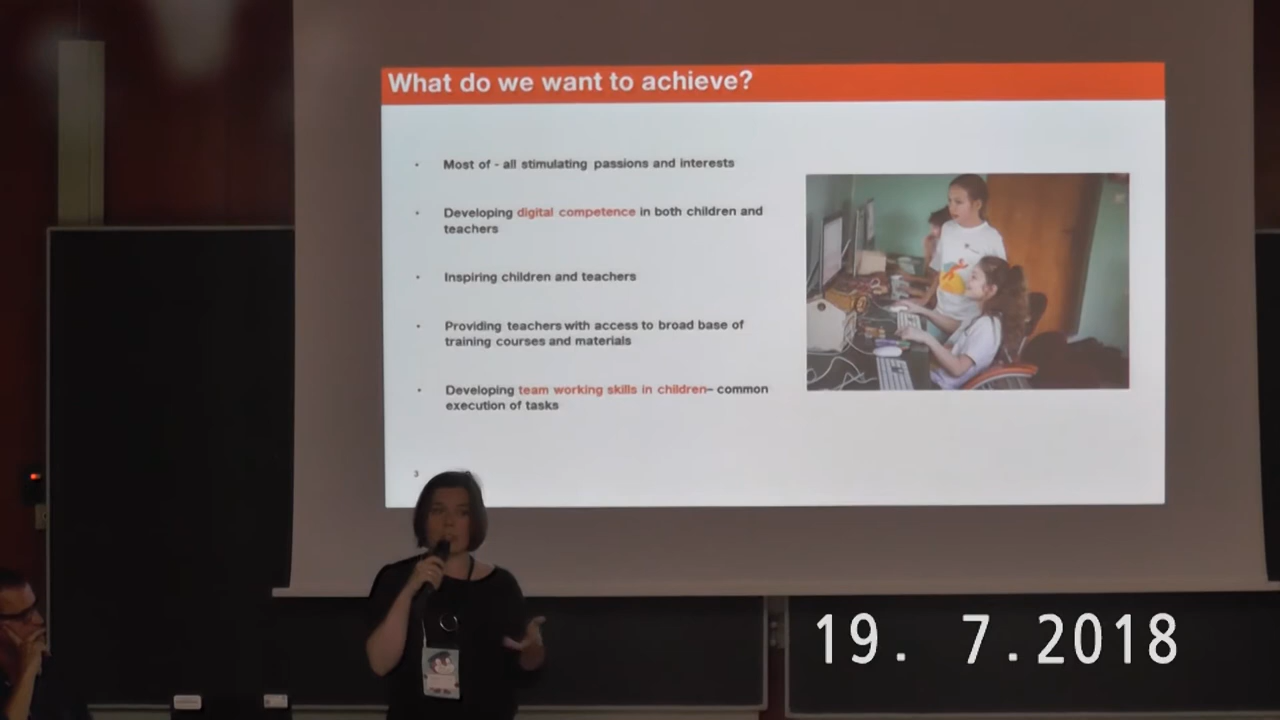 What do we want to achieve?
Most of - all stimulating passions and interests
Developing digital competence in both children and
teachers
Inspiring children and teachers
Providing teachers with access to broad base of
training courses and materials
Developing team working skills in children– common
execution of tasks
3
19. 7.2018